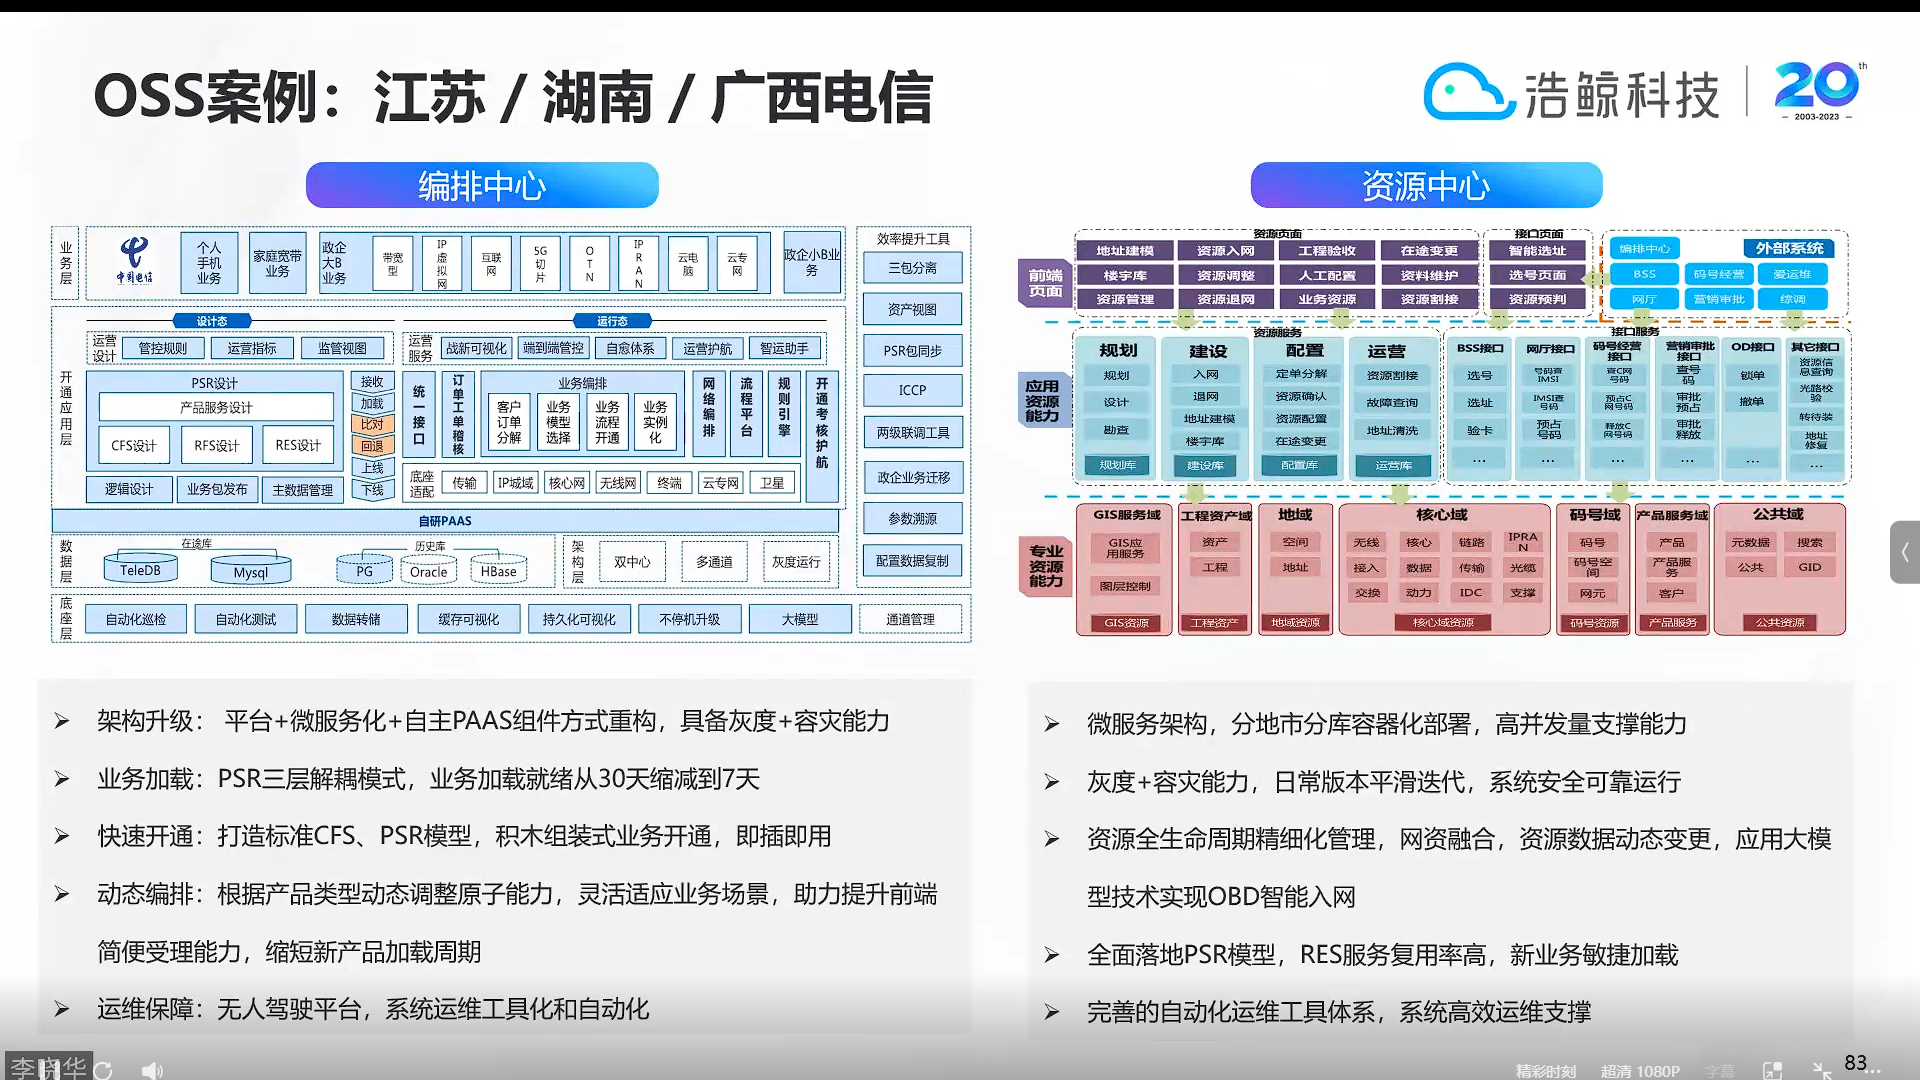 OSS案例：江苏 / 湖南 / 广西电信
浩鲸科技
20th
2003-2023
编排中心
资源中心
业务层
中国电信
个人手机业务
家庭宽带业务
政企大B业务
带宽型
IP虚拟网
互联网
5G切片
OTN
IPRAN
云电脑
云专网
政企小B业务
开通应用层
设计态
运行态
运营设计
管控规则
运营指标
监管视图
运营服务
战新可视化
端到端管控
自愈体系
运营护航
智运助手
PSR设计
产品服务设计
CFS设计
RFS设计
RES设计
逻辑设计
业务包发布
主数据管理
接收
加载
比对
回退
上线
下线
统一接口
订单工单稽核
业务编排
客户订单分解
业务模型选择
业务流程开通
业务实例化
网络编排
流程平台
规则引擎
开通考核护航
底座适配
传输
IP城域
核心网
无线网
终端
云专网
卫星
自研PAAS
数据层
在途库
TeleDB
Mysql
历史库
PG
Oracle
HBase
架构层
双中心
多通道
灰度运行
底座层
自动化巡检
自动化测试
数据转储
缓存可视化
持久化可视化
不停机升级
大模型
通道管理
效率提升工具
三包分离
资产视图
PSR包同步
ICCP
两级联调工具
政企业务迁移
参数溯源
配置数据复制
前端页面
资源页面
地址建模
资源入网
工程验收
在途变更
楼宇库
资源调整
人工配置
资料维护
资源管理
资源退网
业务资源
资源割接
接口页面
智能选址
选号页面
资源预判
编排中心
外部系统
BSS
码号经营
爱运维
网厅
营销审批
综调
应用资源能力
资源服务
规划
规划
设计
勘查
规划库
建设
入网
退网
地址建模
楼宇库
建设库
配置
定单分解
资源确认
资源配置
在途变更
配置库
运营
资源割接
故障查询
地址清洗
运营库
接口服务
BSS接口
选号
选址
验卡
...
网厅接口
号码查IMSI
IMSI查号码
预占号码
...
码号经营接口
查C网号码
预占C网号码
释放C网号码
...
营销审批接口
查号码
审批预占
审批释放
...
OD接口
锁单
撤单
...
其它接口
资源信息查询
光路校验
转待装
地址修复
...
专业资源能力
GIS服务域
GIS应用服务
图层控制
GIS资源
工程资产域
资产
工程
工程资产
地域
空间
地址
地域资源
核心域
无线
核心
链路
IPRAN
接入
数据
传输
光缆
交换
动力
IDC
支撑
核心域资源
码号域
码号
码号空间
网元
码号资源
产品服务域
产品
产品服务
客户
产品服务
公共域
元数据
搜索
公共
GID
公共资源
➢ 架构升级： 平台+微服务化+自主PAAS组件方式重构，具备灰度+容灾能力
➢ 业务加载：PSR三层解耦模式，业务加载就绪从30天缩减到7天
➢ 快速开通：打造标准CFS、PSR模型，积木组装式业务开通，即插即用
➢ 动态编排：根据产品类型动态调整原子能力，灵活适应业务场景，助力提升前端
简便受理能力，缩短新产品加载周期
➢ 运维保障：无人驾驶平台，系统运维工具化和自动化
➢ 微服务架构，分地市分库容器化部署，高并发量支撑能力
➢ 灰度+容灾能力，日常版本平滑迭代，系统安全可靠运行
➢ 资源全生命周期精细化管理，网资融合，资源数据动态变更，应用大模
型技术实现OBD智能入网
➢ 全面落地PSR模型，RES服务复用率高，新业务敏捷加载
➢ 完善的自动化运维工具体系，系统高效运维支撑
李晓华
精彩时刻
超清 1080P
字幕
83